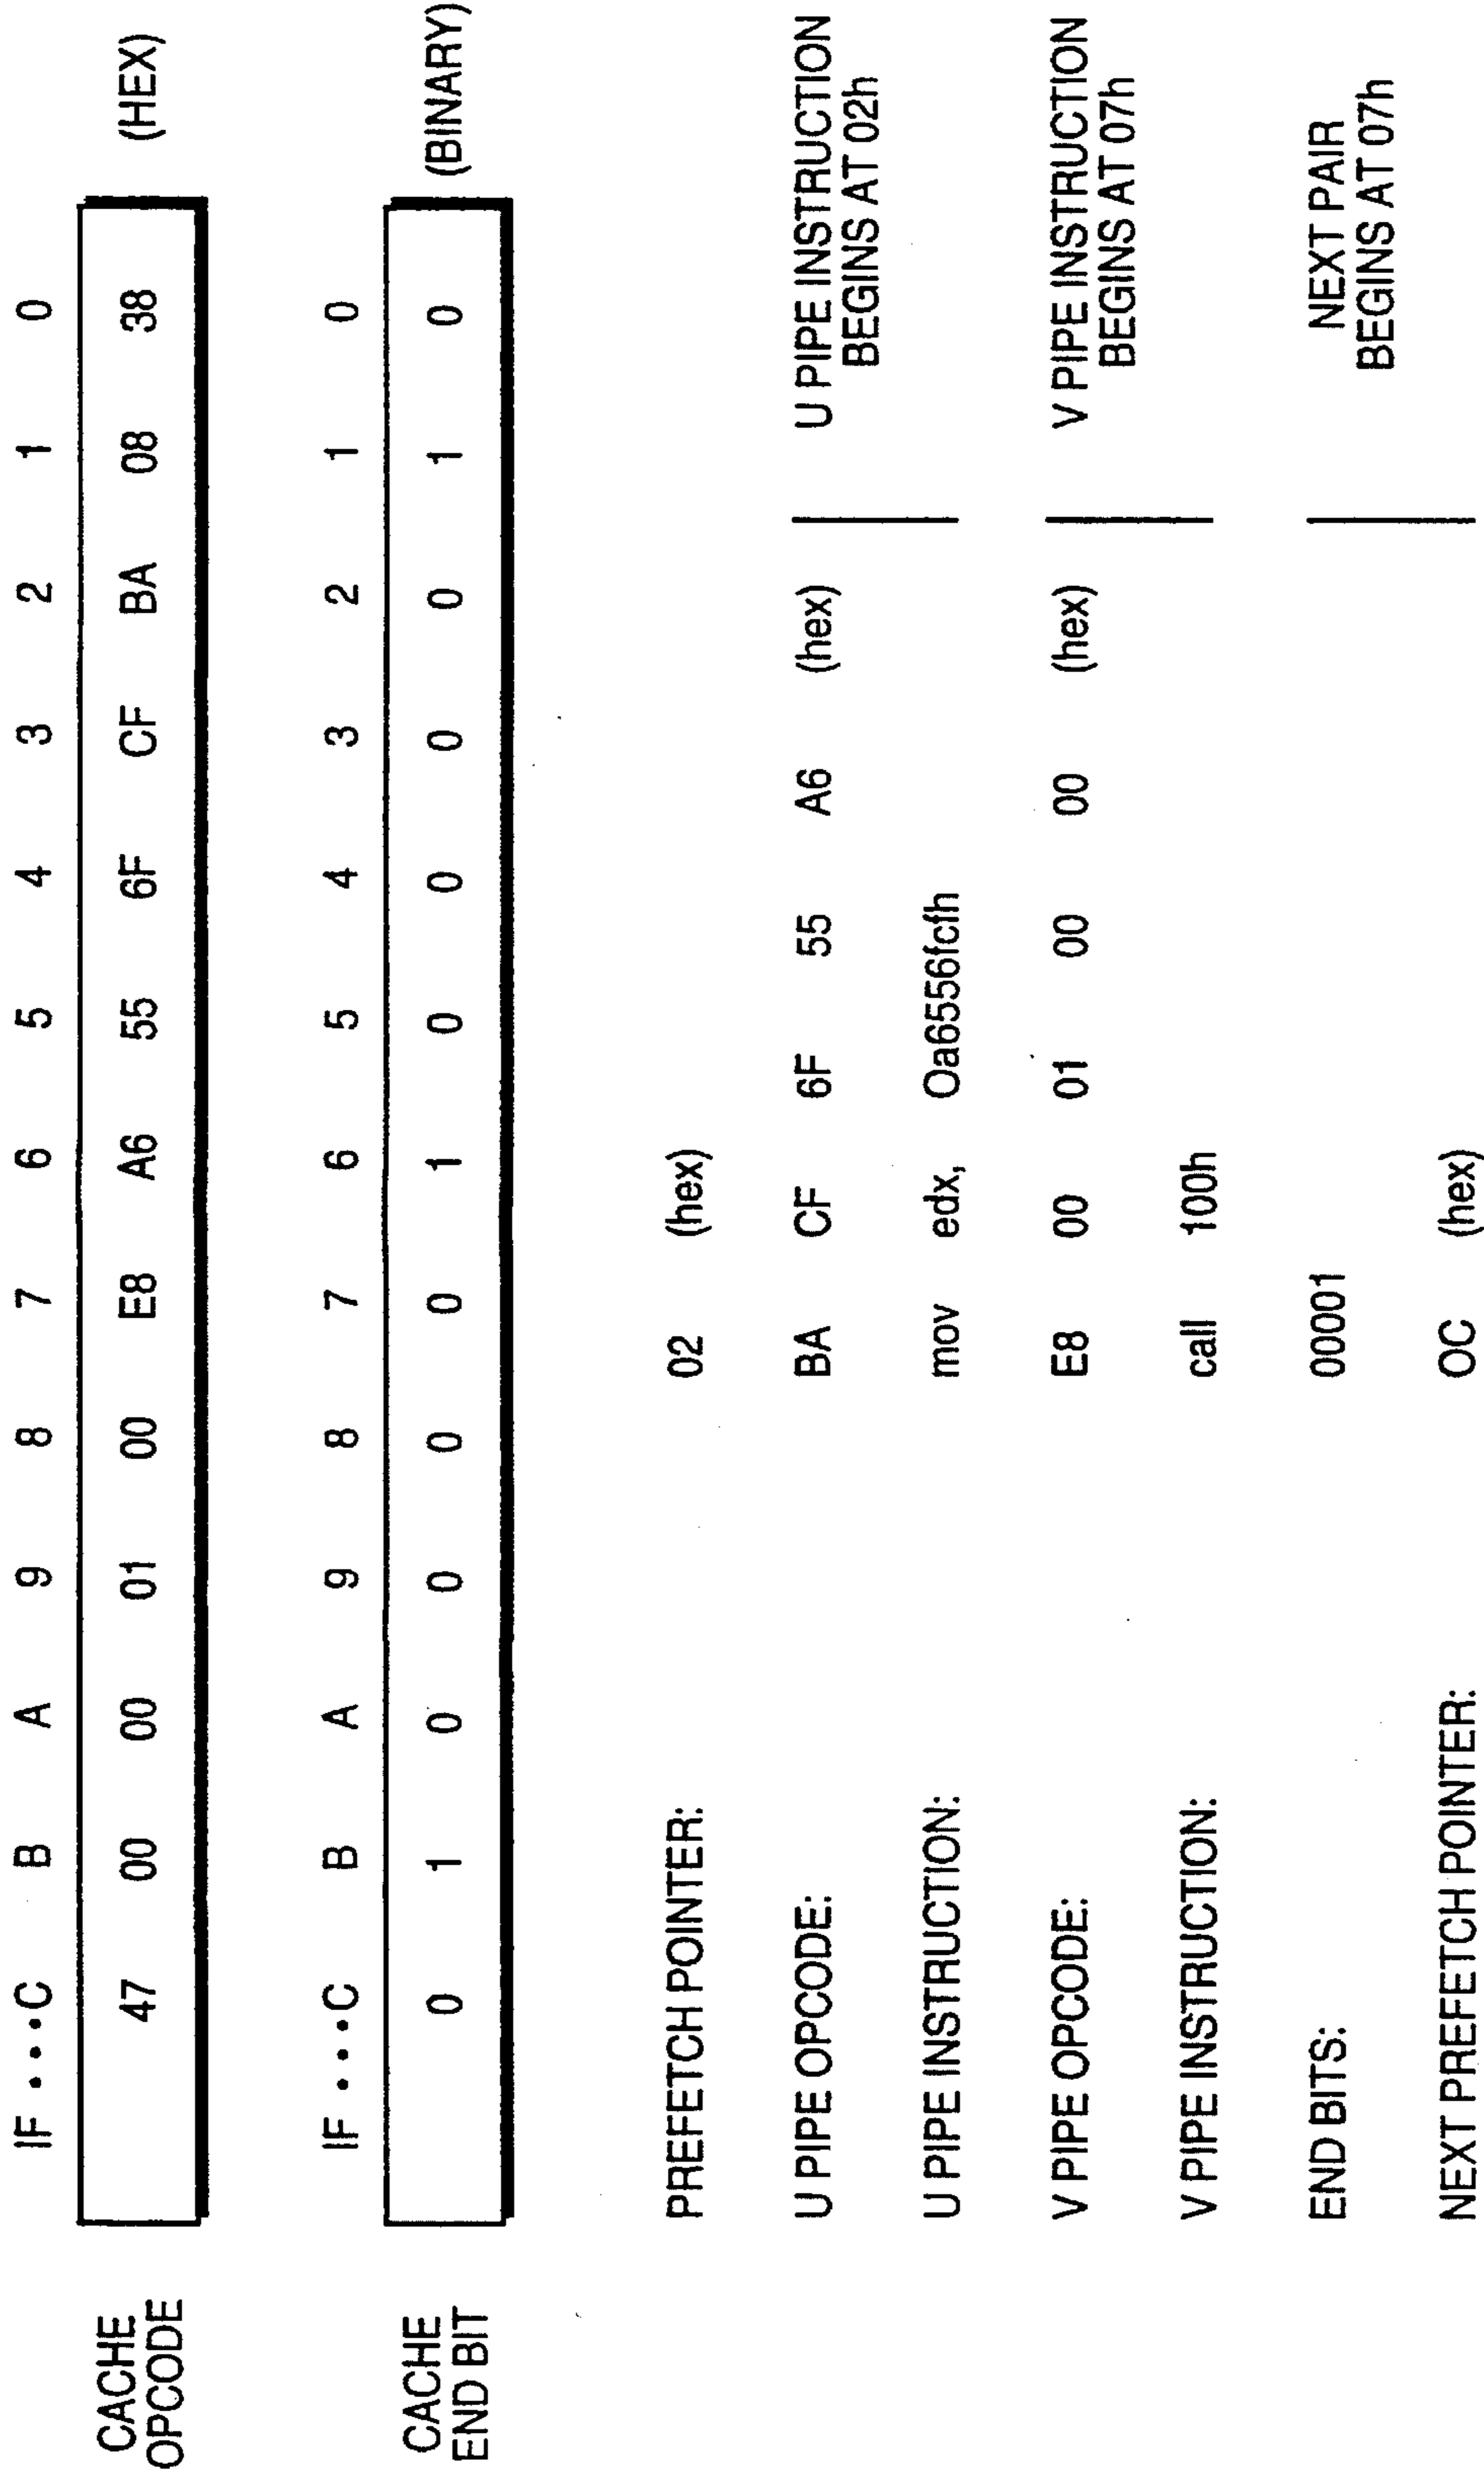 IF • • •C B A 9 8 7 6 5 4 3 2 1 0
CACHE OPCODE 47 00 00 01 00 E8 A6 55 6F CF BA 08 38 (HEX)
IF • • •C B A 9 8 7 6 5 4 3 2 1 0
CACHE END BIT 0 1 0 0 0 0 1 0 0 0 0 1 0 (BINARY)
PREFETCH POINTER: 02 (hex)
U PIPE OPCODE: BA CF 6F 55 A6 (hex) U PIPE INSTRUCTION
U PIPE INSTRUCTION: mov edx, Oa6556fcfh BEGINS AT 02h
V PIPE OPCODE: E8 00 01 00 00 (hex) V PIPE INSTRUCTION
V PIPE INSTRUCTION: call 100h BEGINS AT 07h
END BITS: 00001 NEXT PAIR
NEXT PREFETCH POINTER: OC (hex) BEGINS AT 07h